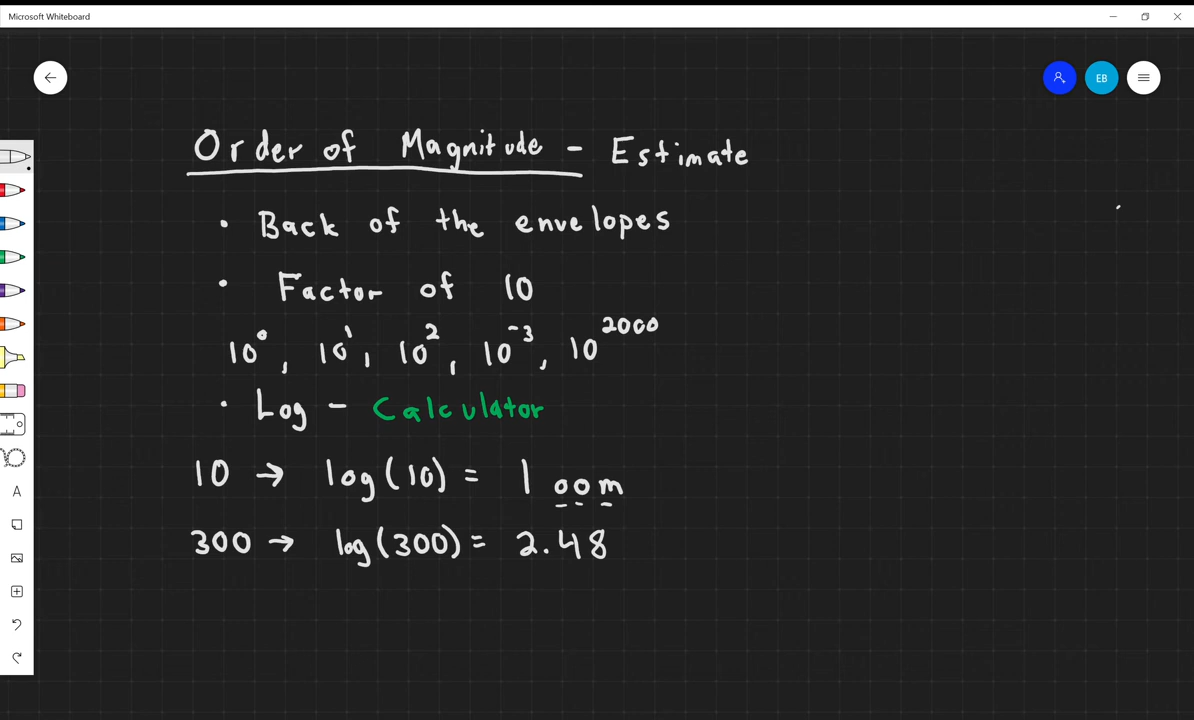 Microsoft Whiteboard
EB
Order of Magnitude - Estimate
• Back of the envelopes
• Factor of 10
10⁰, 10¹, 10², 10⁻³, 10²⁰⁰⁰
• Log - Calculator
10 → log(10) = 1 oom
300 → log(300) = 2.48
A